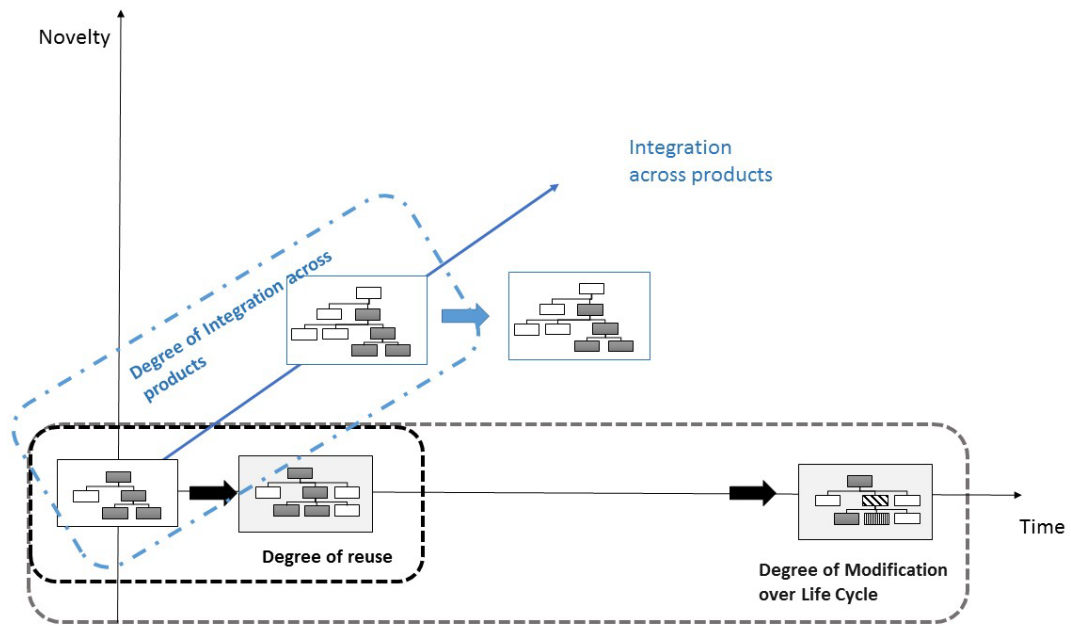 Novelty
Integration
across products
Degree of Integration across
products
Degree of reuse
Time
Degree of Modification
over Life Cycle